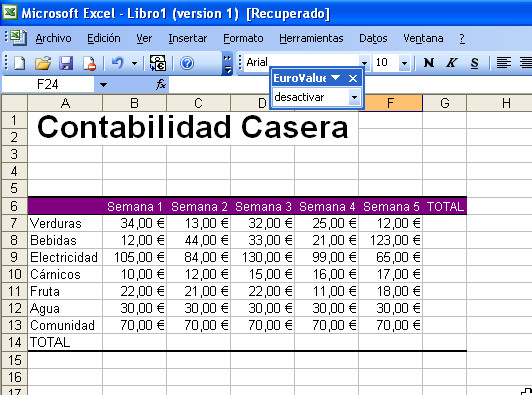 Microsoft Excel - Libro1 (version 1) [Recuperado]
Archivo Edición Ver Insertar Formato Herramientas Datos Ventana ?
Arial 10 N K S
EuroValue
desactivar
F24 fx
A B C D F G H
1 Contabilidad Casera
2
3
4
5
6 Semana 1 Semana 2 Semana 3 Semana 4 Semana 5 TOTAL
7 Verduras 34,00 € 13,00 € 32,00 € 25,00 € 12,00 €
8 Bebidas 12,00 € 44,00 € 33,00 € 21,00 € 123,00 €
9 Electricidad 105,00 € 84,00 € 130,00 € 99,00 € 65,00 €
10 Cárnicos 10,00 € 12,00 € 15,00 € 16,00 € 17,00 €
11 Fruta 22,00 € 21,00 € 22,00 € 11,00 € 18,00 €
12 Agua 30,00 € 30,00 € 30,00 € 30,00 € 30,00 €
13 Comunidad 70,00 € 70,00 € 70,00 € 70,00 € 70,00 €
14 TOTAL
15
16
17